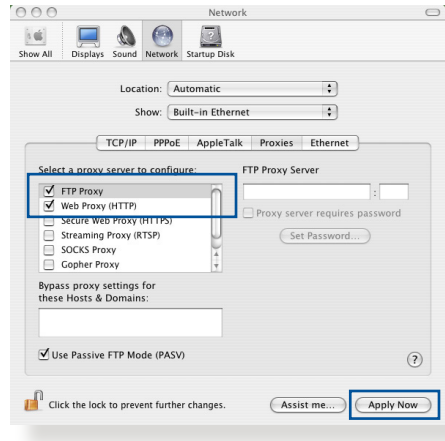 Network
Show All Displays Sound Network Startup Disk
Location: Automatic
Show: Built-in Ethernet
TCP/IP PPPoE AppleTalk Proxies Ethernet
Select a proxy server to configure:
FTP Proxy
Web Proxy (HTTP)
Secure Web Proxy (HTTPS)
Streaming Proxy (RTSP)
SOCKS Proxy
Gopher Proxy
FTP Proxy Server
:
Proxy server requires password
Set Password...
Bypass proxy settings for
these Hosts & Domains:
Use Passive FTP Mode (PASV)
?
Click the lock to prevent further changes.
Assist me... Apply Now